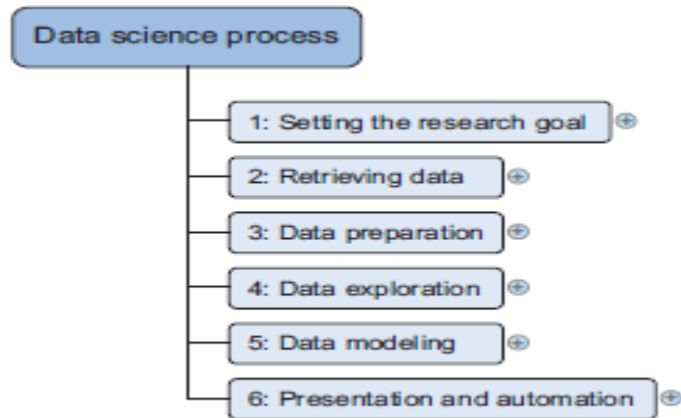 Data science process
1: Setting the research goal
2: Retrieving data
3: Data preparation
4: Data exploration
5: Data modeling
6: Presentation and automation